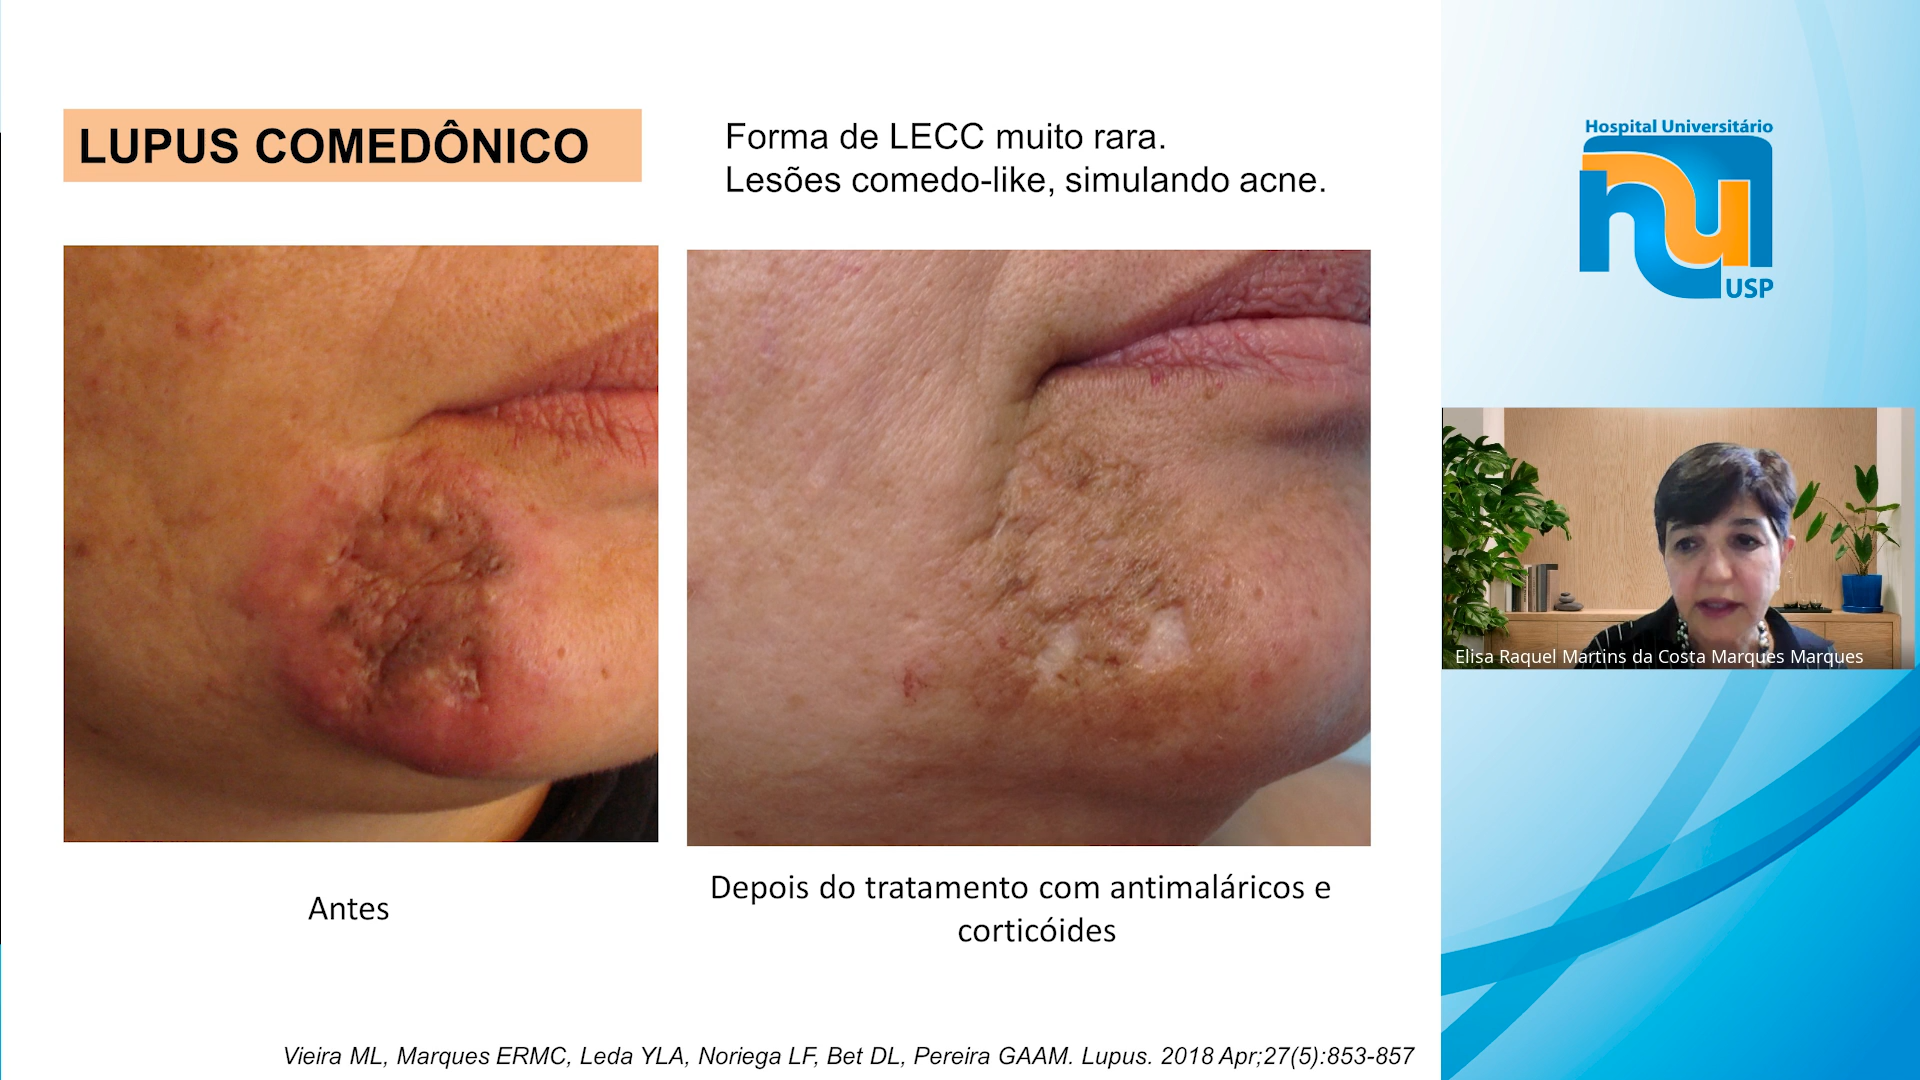 LUPUS COMEDÔNICO
Forma de LECC muito rara.
Lesões comedo-like, simulando acne.
Antes
Depois do tratamento com antimaláricos e
corticóides
Vieira ML, Marques ERMC, Leda YLA, Noriega LF, Bet DL, Pereira GAAM. Lupus. 2018 Apr;27(5):853-857
Hospital Universitário
hu
USP
Elisa Raquel Martins da Costa Marques Marques